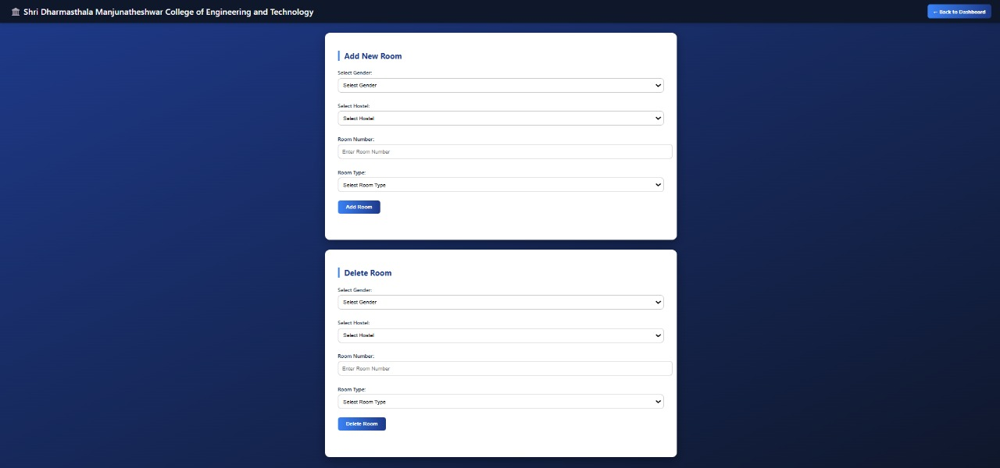 Shri Dharmasthala Manjunatheshwar College of Engineering and Technology
← Back to Dashboard
Add New Room
Select Gender:
Select Gender
Select Hostel:
Select Hostel
Room Number:
Enter Room Number
Room Type:
Select Room Type
Add Room
Delete Room
Select Gender:
Select Gender
Select Hostel:
Select Hostel
Room Number:
Enter Room Number
Room Type:
Select Room Type
Delete Room